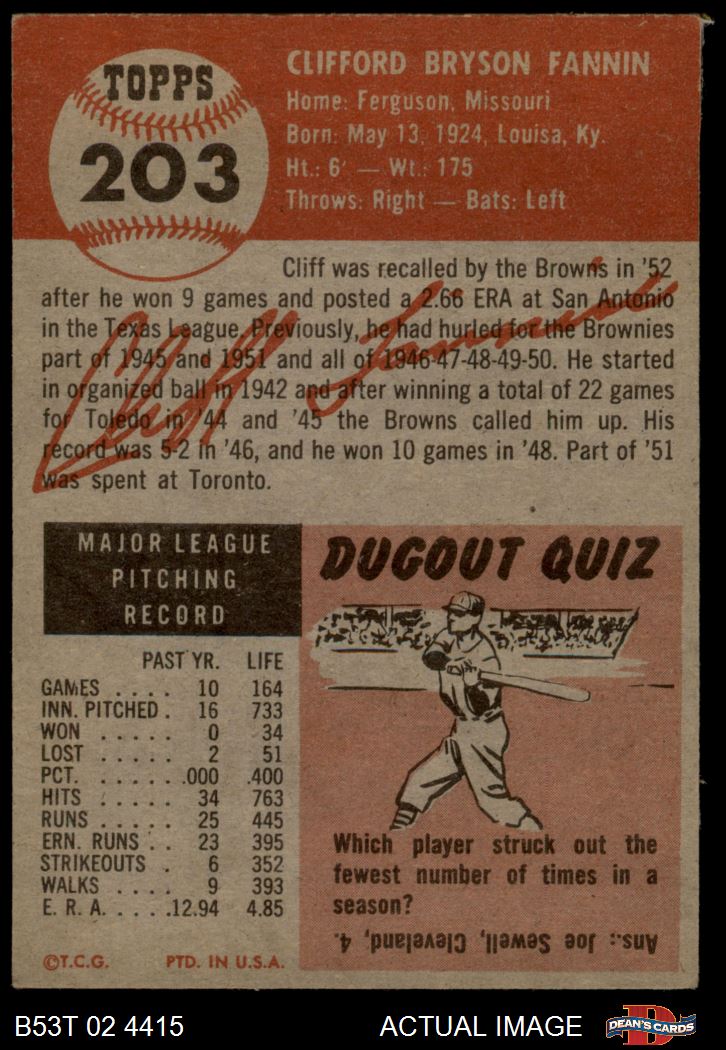 TOPPS
203
CLIFFORD BRYSON FANNIN
Home: Ferguson, Missouri
Born: May 13, 1924, Louisa, Ky.
Ht.: 6' — Wt.: 175
Throws: Right — Bats: Left
Cliff was recalled by the Browns in '52
after he won 9 games and posted a 2.66 ERA at San Antonio
in the Texas League. Previously, he had hurled for the Brownies
part of 1945 and 1951 and all of 1946-47-48-49-50. He started
in organized ball in 1942 and after winning a total of 22 games
for Toledo in '44 and '45 the Browns called him up. His
record was 5-2 in '46, and he won 10 games in '48. Part of '51
was spent at Toronto.
Cliff Fannin
MAJOR LEAGUE
PITCHING
RECORD
PAST YR. LIFE
GAMES . . . . 10 164
INN. PITCHED . 16 733
WON . . . . . 0 34
LOST . . . . . 2 51
PCT. . . . . . .000 .400
HITS . . . . . 34 763
RUNS . . . . . 25 445
ERN. RUNS . . 23 395
STRIKEOUTS . 6 352
WALKS . . . . 9 393
E. R. A. . . . .12.94 4.85
©T.C.G. PTD. IN U.S.A.
DUGOUT QUIZ
Which player struck out the
fewest number of times in a
season?
Ans.: Joe Sewell, Cleveland, 4.
B53T 02 4415 ACTUAL IMAGE
DEAN'S CARDS